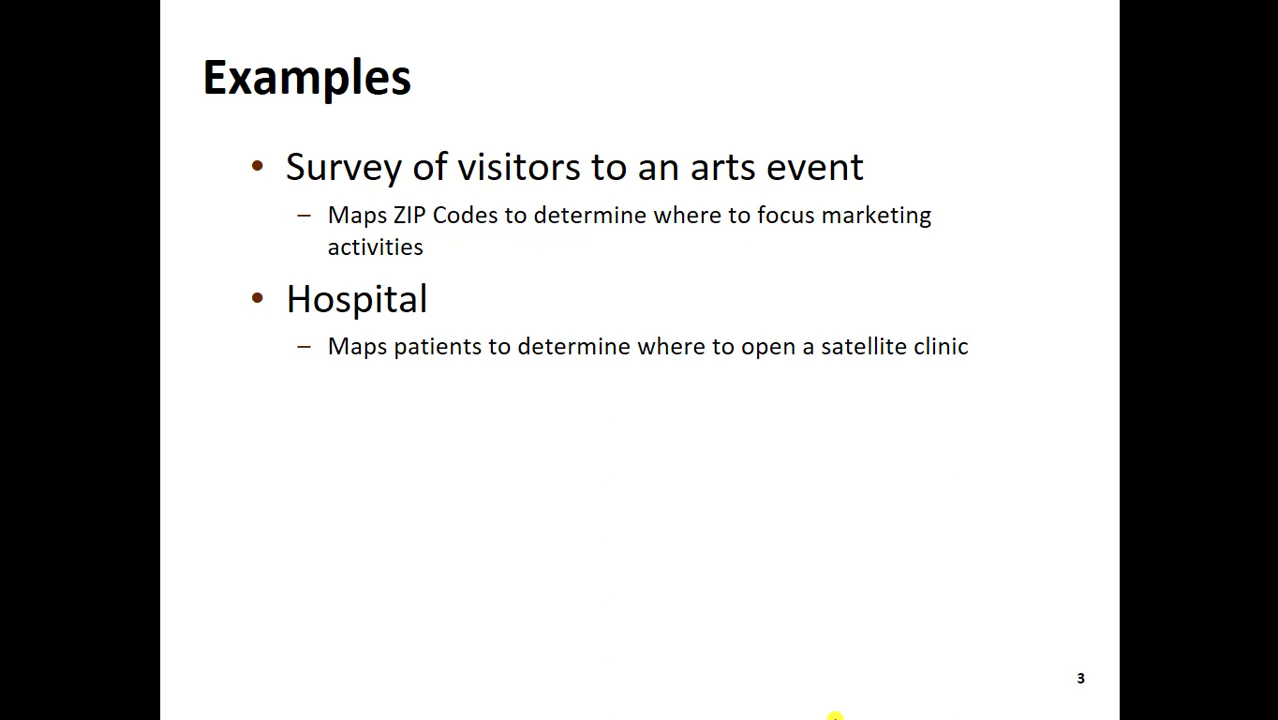 Examples
• Survey of visitors to an arts event
– Maps ZIP Codes to determine where to focus marketing
activities
• Hospital
– Maps patients to determine where to open a satellite clinic
3